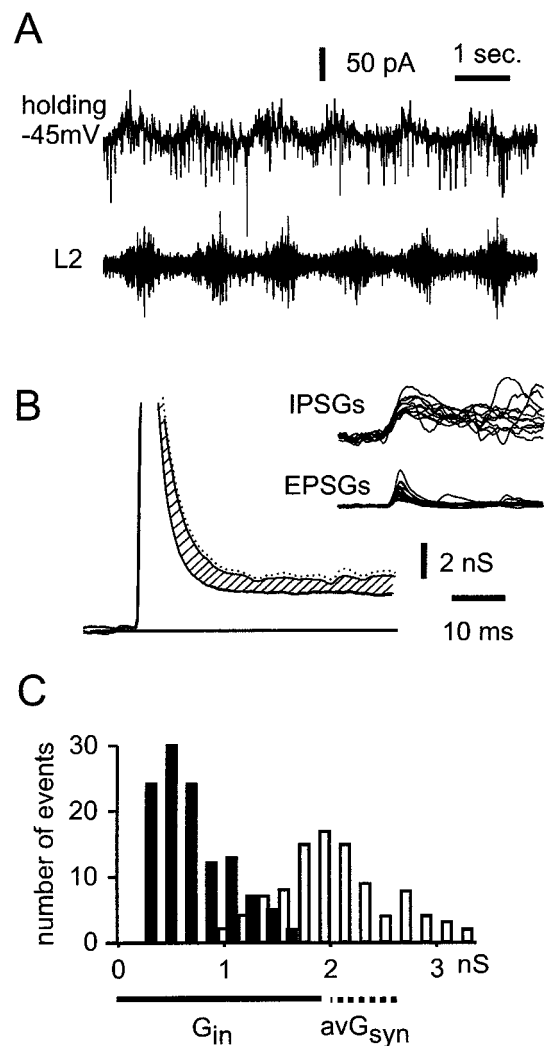 A
50 pA
1 sec.
holding
-45mV
L2
B
IPSGs
EPSGs
2 nS
10 ms
C
number of events
30
20
10
0
0
1
2
3
nS
Gin
avGsyn